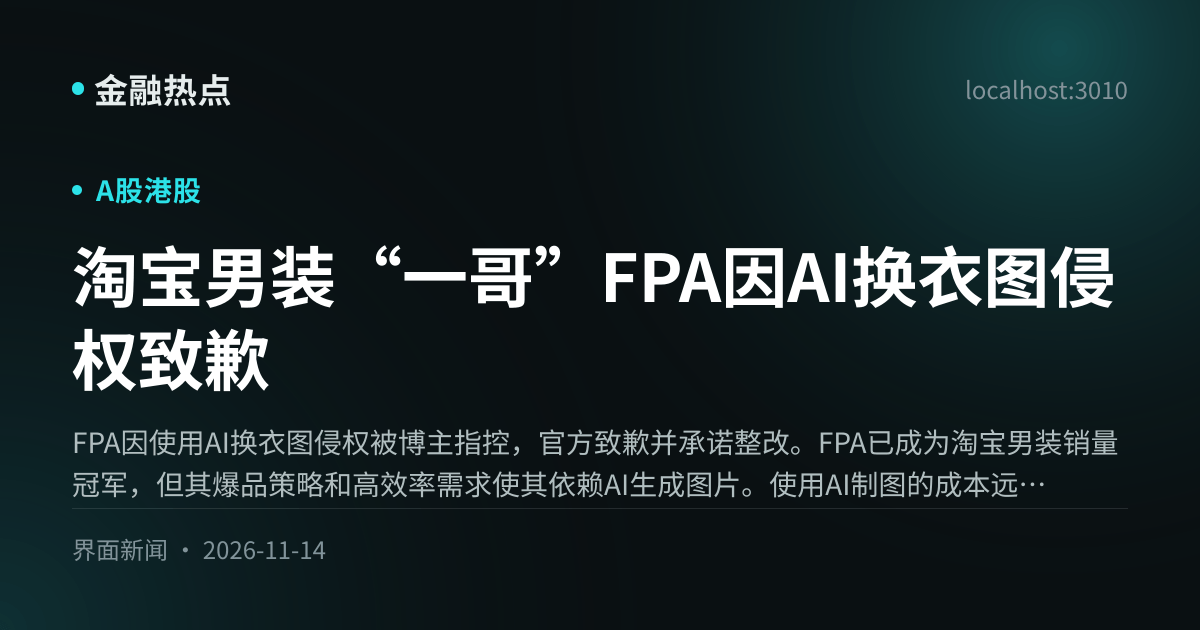 金融热点
localhost:3010
A股港股
淘宝男装“一哥”FPA因AI换衣图侵
权致歉
FPA因使用AI换衣图侵权被博主指控，官方致歉并承诺整改。FPA已成为淘宝男装销量
冠军，但其爆品策略和高效率需求使其依赖AI生成图片。使用AI制图的成本远…
界面新闻 • 2026-11-14